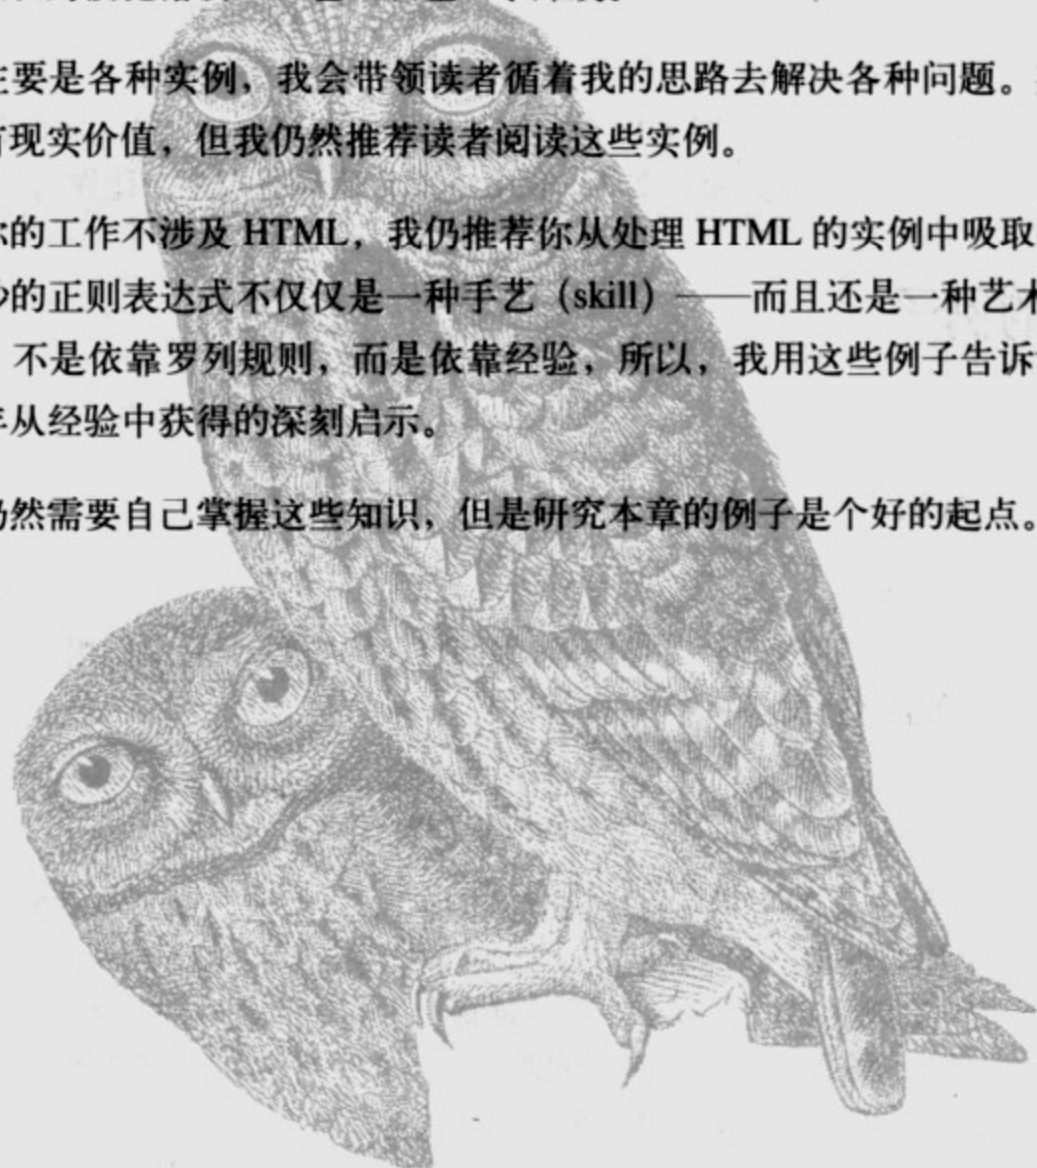 主要是各种实例，我会带领读者循着我的思路去解决各种问题。
有现实价值，但我仍然推荐读者阅读这些实例。
你的工作不涉及 HTML，我仍推荐你从处理 HTML 的实例中吸取
的正则表达式不仅仅是一种手艺（skill）——而且还是一种艺术
，不是依靠罗列规则，而是依靠经验，所以，我用这些例子告诉
从经验中获得的深刻启示。
仍然需要自己掌握这些知识，但是研究本章的例子是个好的起点。